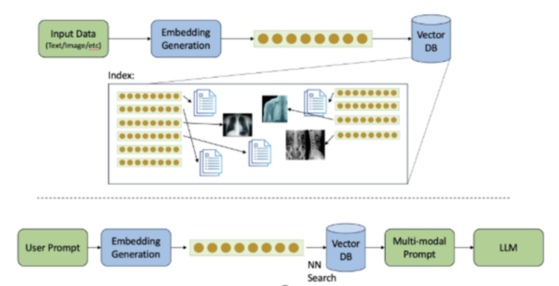 Input Data
(Text/Image/etc)
Embedding
Generation
Vector
DB
Index:
User Prompt
Embedding
Generation
NN
Search
Vector
DB
Multi-modal
Prompt
LLM